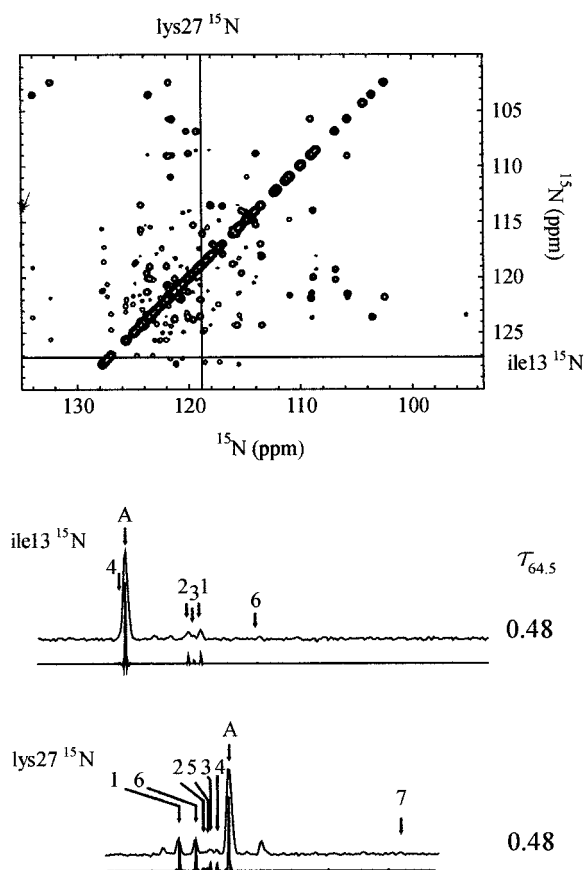 lys27 ¹⁵N
105
110
115
120
125
¹⁵N (ppm)
ile13 ¹⁵N
130 120 110 100
¹⁵N (ppm)
A
ile13 ¹⁵N
4 2 3 1 6
𝒯64.5
0.48
A
lys27 ¹⁵N
1 6 2 5 3 4
7
0.48